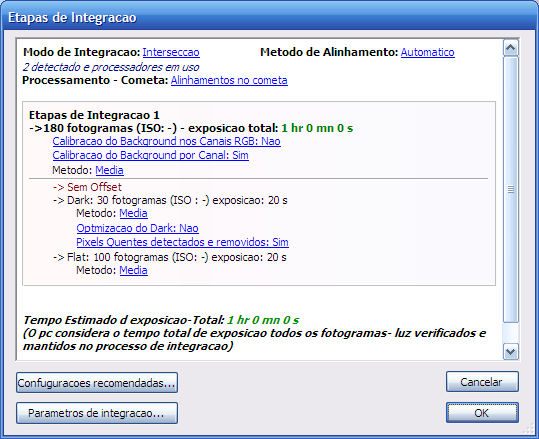 Etapas de Integracao
Modo de Integracao: Interseccao Metodo de Alinhamento: Automatico
2 detectado e processadores em uso
Processamento - Cometa: Alinhamentos no cometa
Etapas de Integracao 1
->180 fotogramas (ISO: -) - exposicao total: 1 hr 0 mn 0 s
Calibracao do Background nos Canais RGB: Nao
Calibracao do Background por Canal: Sim
Metodo: Media
-> Sem Offset
-> Dark: 30 fotogramas (ISO : -) exposicao: 20 s
Metodo: Media
Optmizacao do Dark: Nao
Pixels Quentes detectados e removidos: Sim
-> Flat: 100 fotogramas (ISO: -) exposicao: 20 s
Metodo: Media
Tempo Estimado d exposicao-Total: 1 hr 0 mn 0 s
(O pc considera o tempo total de exposicao todos os fotogramas- luz verificados e
mantidos no processo de integracao)
Confuguracoes recomendadas...
Cancelar
Parametros de integracao...
OK